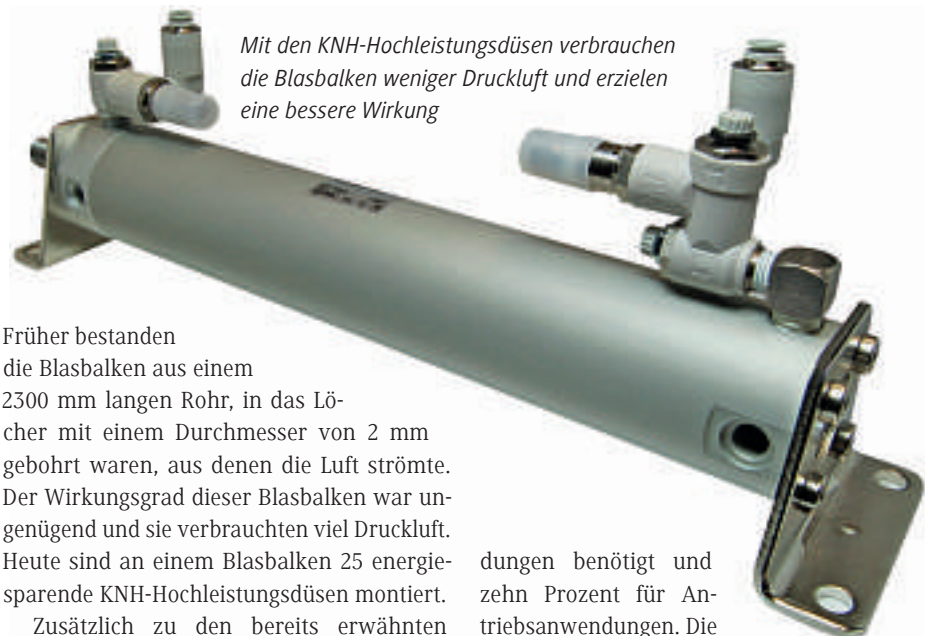 Mit den KNH-Hochleistungsdüsen verbrauchen
die Blasbalken weniger Druckluft und erzielen
eine bessere Wirkung
Früher bestanden
die Blasbalken aus einem
2300 mm langen Rohr, in das Lö-
cher mit einem Durchmesser von 2 mm
gebohrt waren, aus denen die Luft strömte.
Der Wirkungsgrad dieser Blasbalken war un-
genügend und sie verbrauchten viel Druckluft.
Heute sind an einem Blasbalken 25 energie-
sparende KNH-Hochleistungsdüsen montiert.
Zusätzlich zu den bereits erwähnten
dungen benötigt und
zehn Prozent für An-
triebsanwendungen. Die